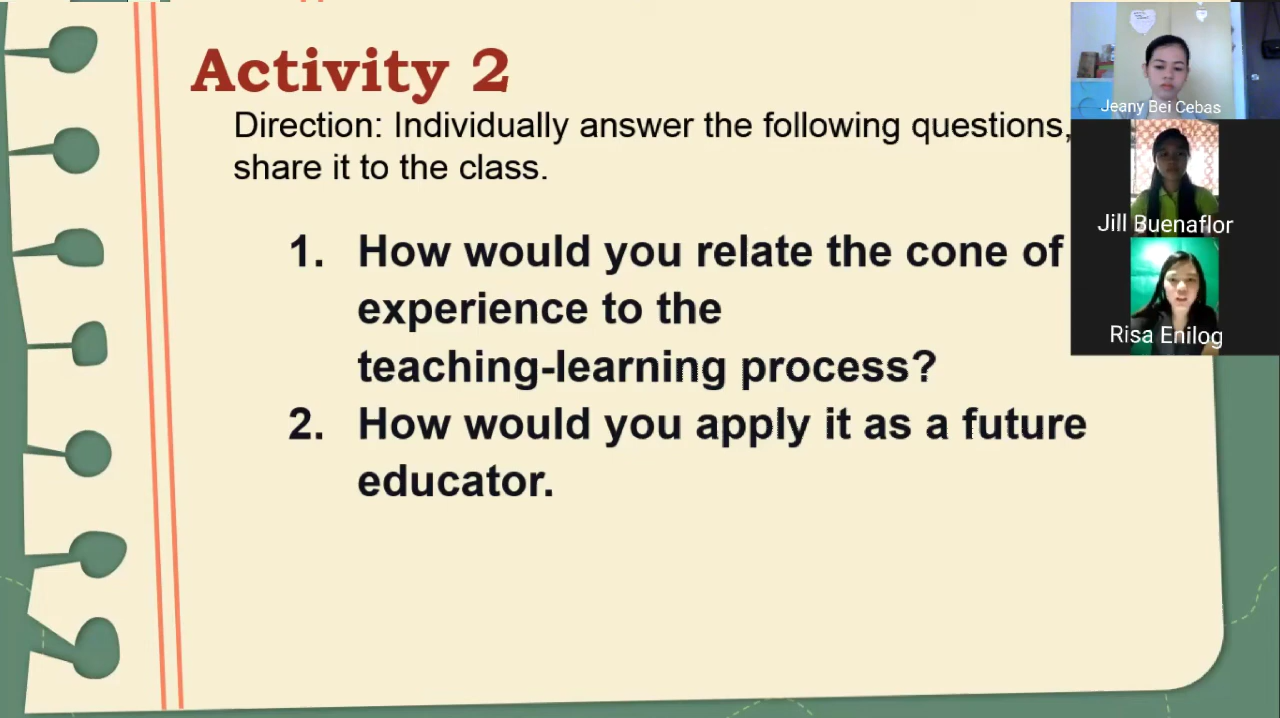 Activity 2
Direction: Individually answer the following questions,
share it to the class.
1. How would you relate the cone of
experience to the
teaching-learning process?
2. How would you apply it as a future
educator.
Jeany Bei Cebas
Jill Buenaflor
Risa Enilog